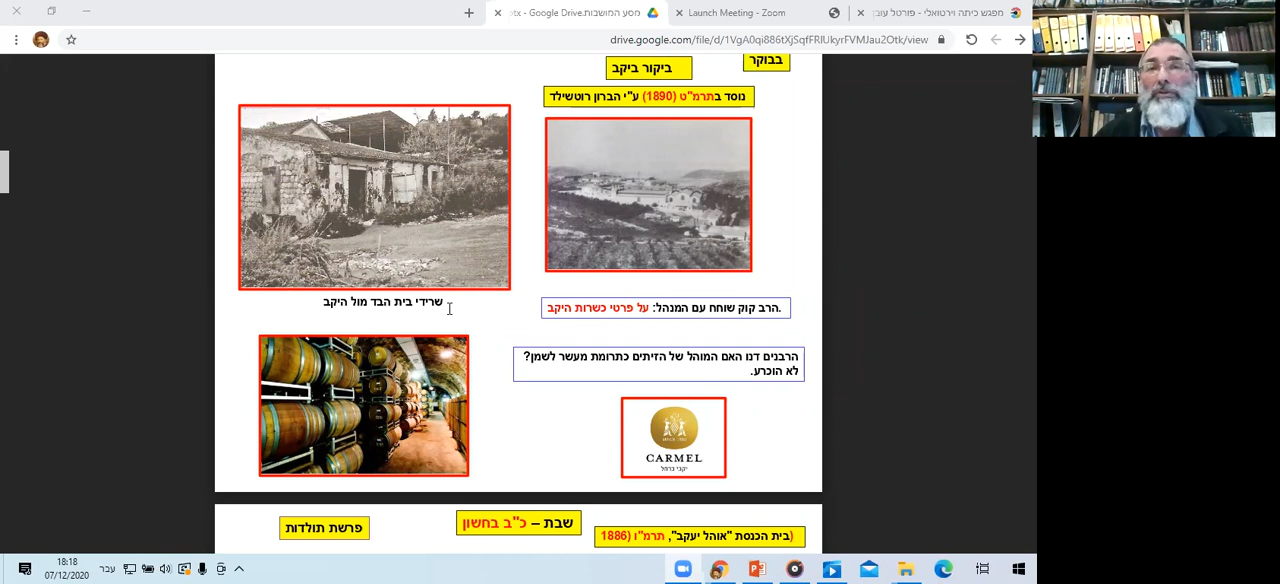 מסע המושבות.ptx - Google Drive
Launch Meeting - Zoom
מפגש כיתה וירטואלי - פורטל עובן
drive.google.com/file/d/1VgA0qi886tXjSqfFRlUkyrFVMJau2Otk/view
בבוקר
ביקור ביקב
נוסד בתרמ"ט (1890) ע"י הברון רוטשילד
שרידי בית הבד מול היקב
הרב קוק שוחח עם המנהל: על פרטי כשרות היקב.
הרבנים דנו האם המוהל של הזיתים כתרומת מעשר לשמן?
לא הוכרע.
CARMEL
יקבי כרמל
שבת – כ"ב בחשון
פרשת תולדות
(בית הכנסת "אוהל יעקב", תרמ"ו (1886
18:18
07/12/2020
עבר